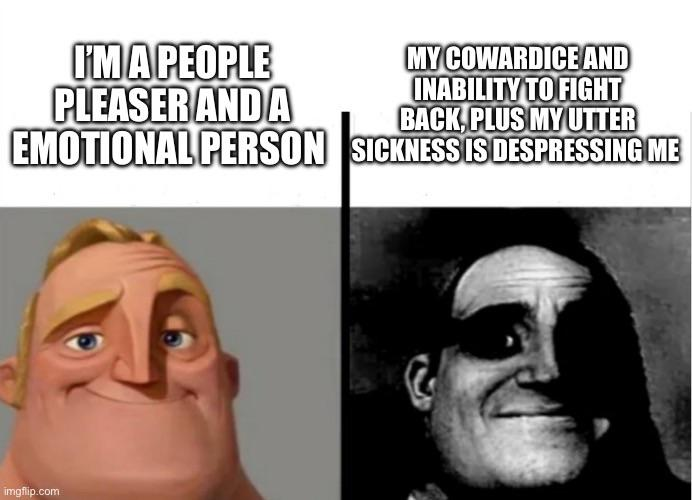 I'M A PEOPLE
PLEASER AND A
EMOTIONAL PERSON
MY COWARDICE AND
INABILITY TO FIGHT
BACK, PLUS MY UTTER
SICKNESS IS DESPRESSING ME
imgflip.com